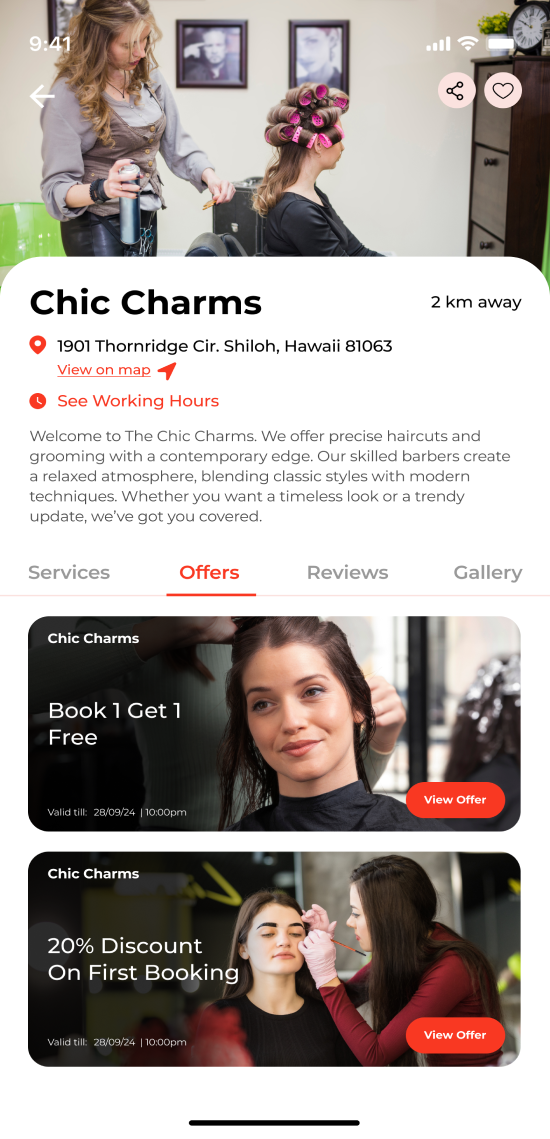 9:41
Chic Charms
2 km away
1901 Thornridge Cir. Shiloh, Hawaii 81063
View on map
See Working Hours
Welcome to The Chic Charms. We offer precise haircuts and
grooming with a contemporary edge. Our skilled barbers create
a relaxed atmosphere, blending classic styles with modern
techniques. Whether you want a timeless look or a trendy
update, we’ve got you covered.
Services Offers Reviews Gallery
Chic Charms
Book 1 Get 1
Free
Valid till: 28/09/24 | 10:00pm
View Offer
Chic Charms
20% Discount
On First Booking
Valid till: 28/09/24 | 10:00pm
View Offer